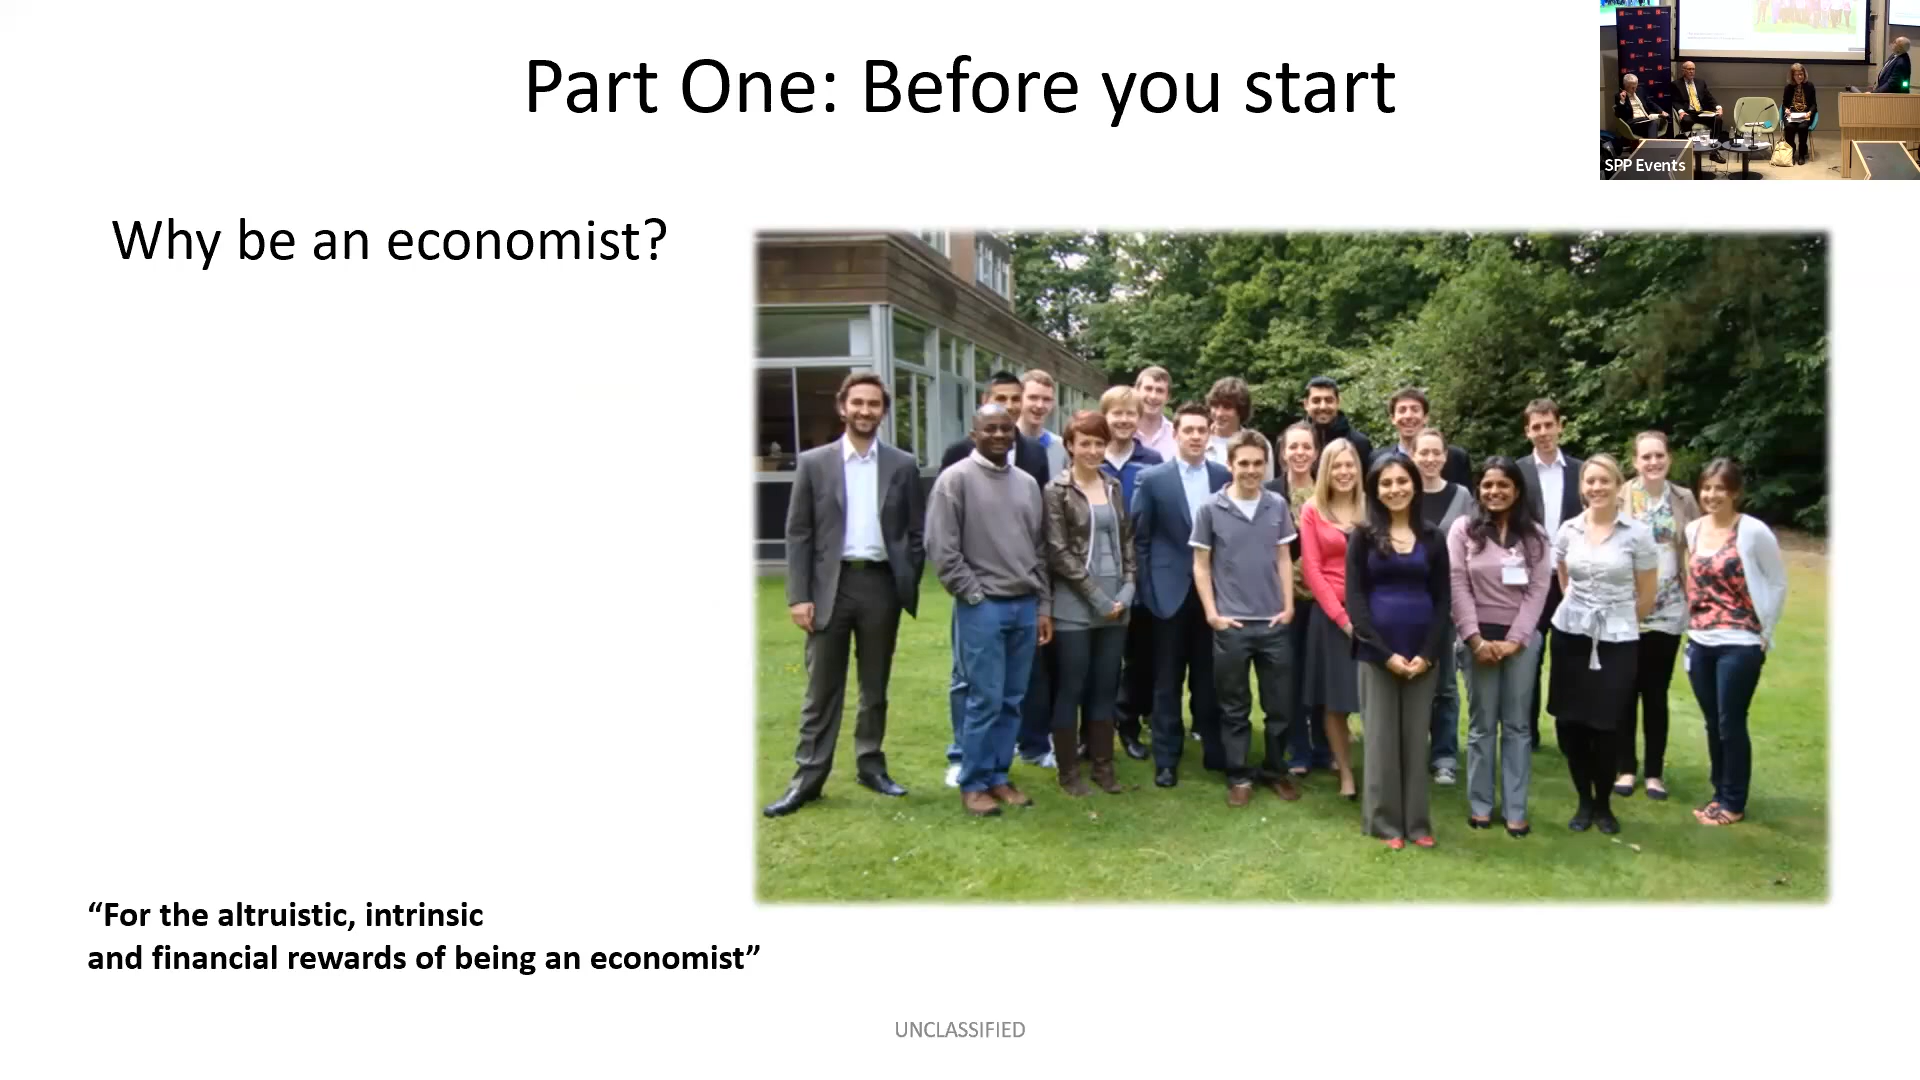 Part One: Before you start
SPP Events
Why be an economist?
“For the altruistic, intrinsic
and financial rewards of being an economist”
UNCLASSIFIED